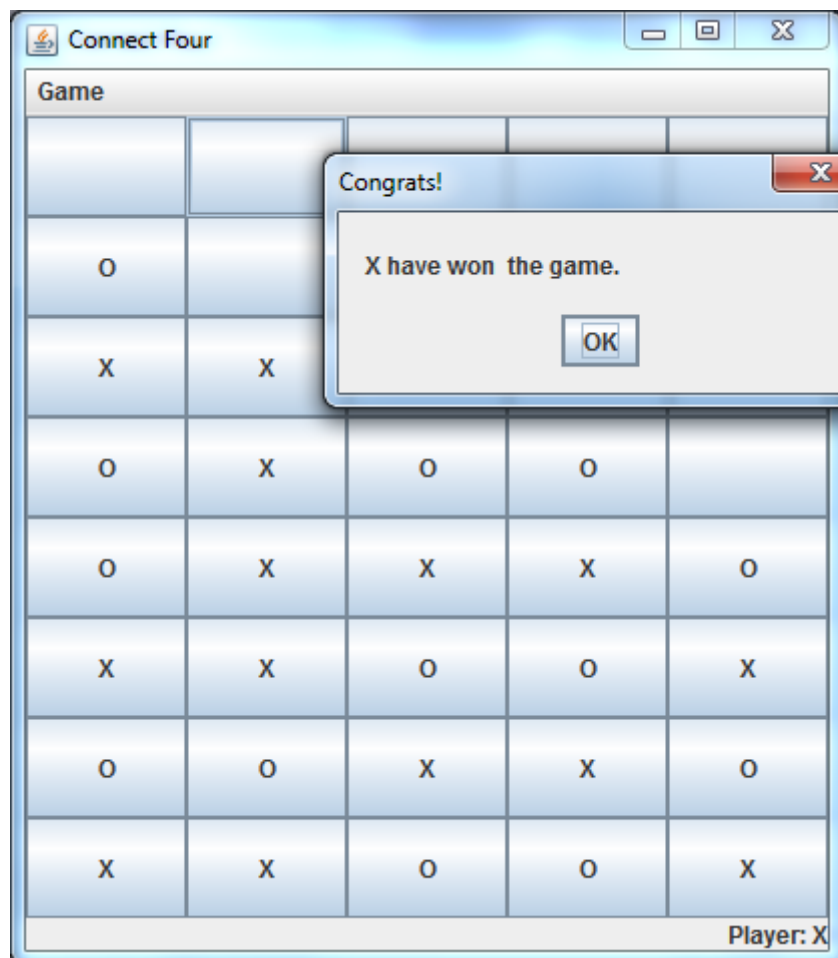 Connect Four
Game
Congrats!
O
X have won  the game.
X X
OK
O X O O
O X X X O
X X O O X
O O X X O
X X O O X
Player: X